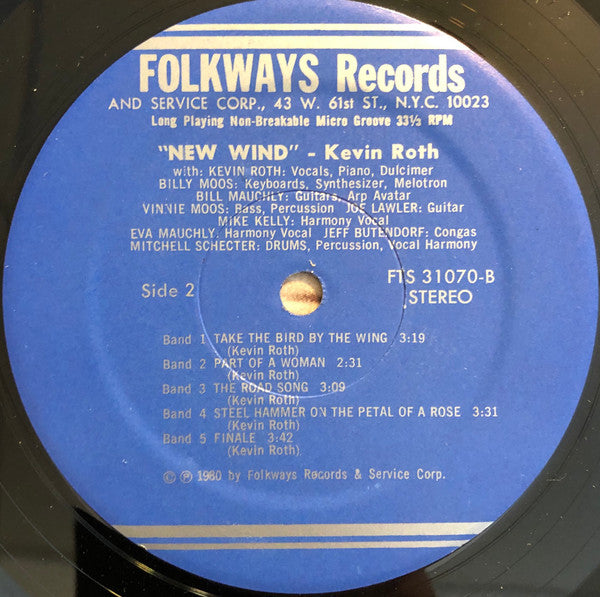 FOLKWAYS Records
AND SERVICE CORP., 43 W. 61st ST., N.Y.C. 10023
Long Playing Non-Breakable Micro Groove 33⅓ RPM
"NEW WIND" - Kevin Roth
with: KEVIN ROTH: Vocals, Piano, Dulcimer
BILLY MOOS: Keyboards, Synthesizer, Melotron
BILL MAUCHLY: Guitars, Arp Avatar
VINNIE MOOS: Bass, Percussion JOE LAWLER: Guitar
MIKE KELLY: Harmony Vocal
EVA MAUCHLY: Harmony Vocal JEFF BUTENDORF: Congas
MITCHELL SCHECTER: DRUMS, Percussion, Vocal Harmony
Side 2
FTS 31070-B
STEREO
Band 1 TAKE THE BIRD BY THE WING 3:19
(Kevin Roth)
Band 2 PART OF A WOMAN 2:31
(Kevin Roth)
Band 3 THE ROAD SONG 3:09
(Kevin Roth)
Band 4 STEEL HAMMER ON THE PETAL OF A ROSE 3:31
(Kevin Roth)
Band 5 FINALE 3:42
(Kevin Roth)
© ℗ 1980 by Folkways Records & Service Corp.